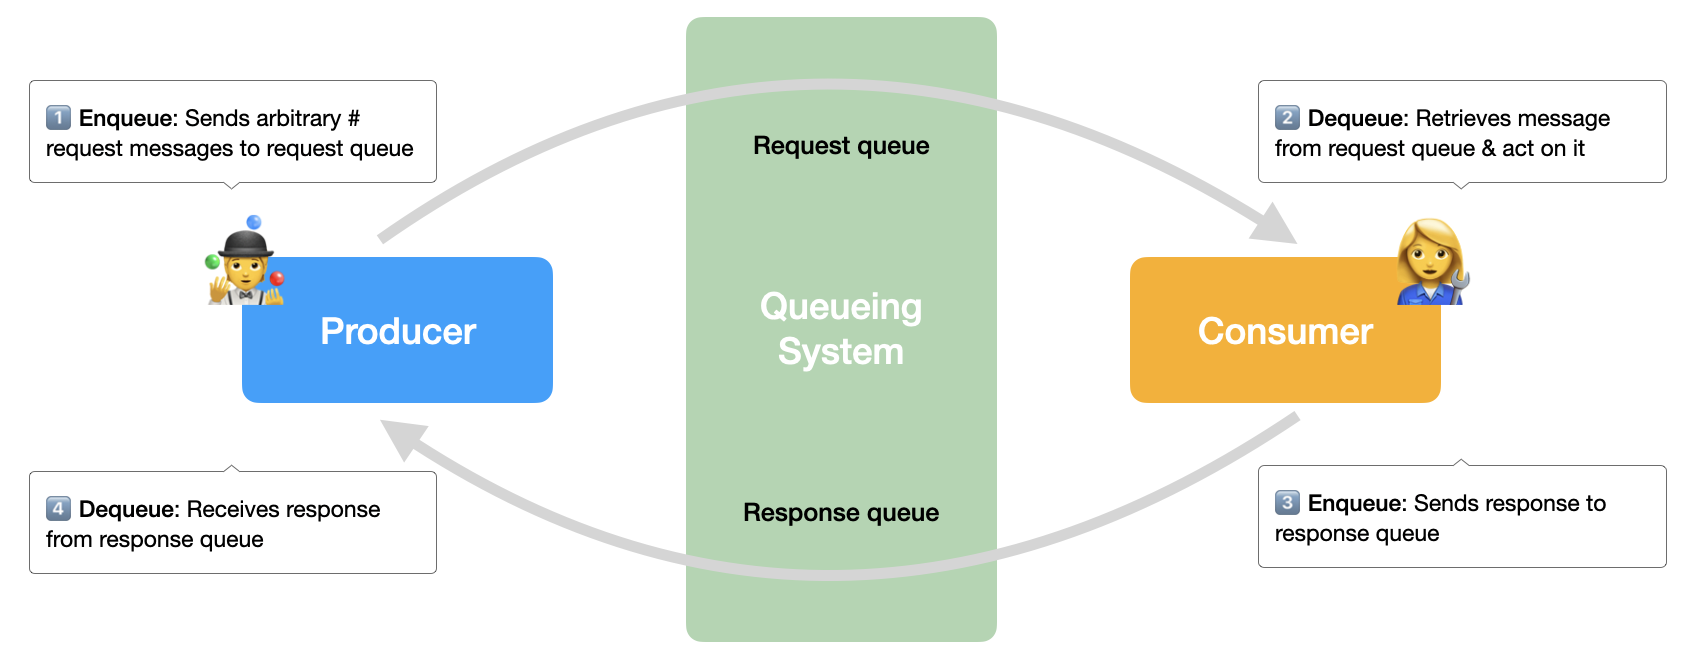 1 Enqueue: Sends arbitrary #
request messages to request queue
2 Dequeue: Retrieves message
from request queue & act on it
Request queue
Producer
Queueing
System
Consumer
Response queue
4 Dequeue: Receives response
from response queue
3 Enqueue: Sends response to
response queue